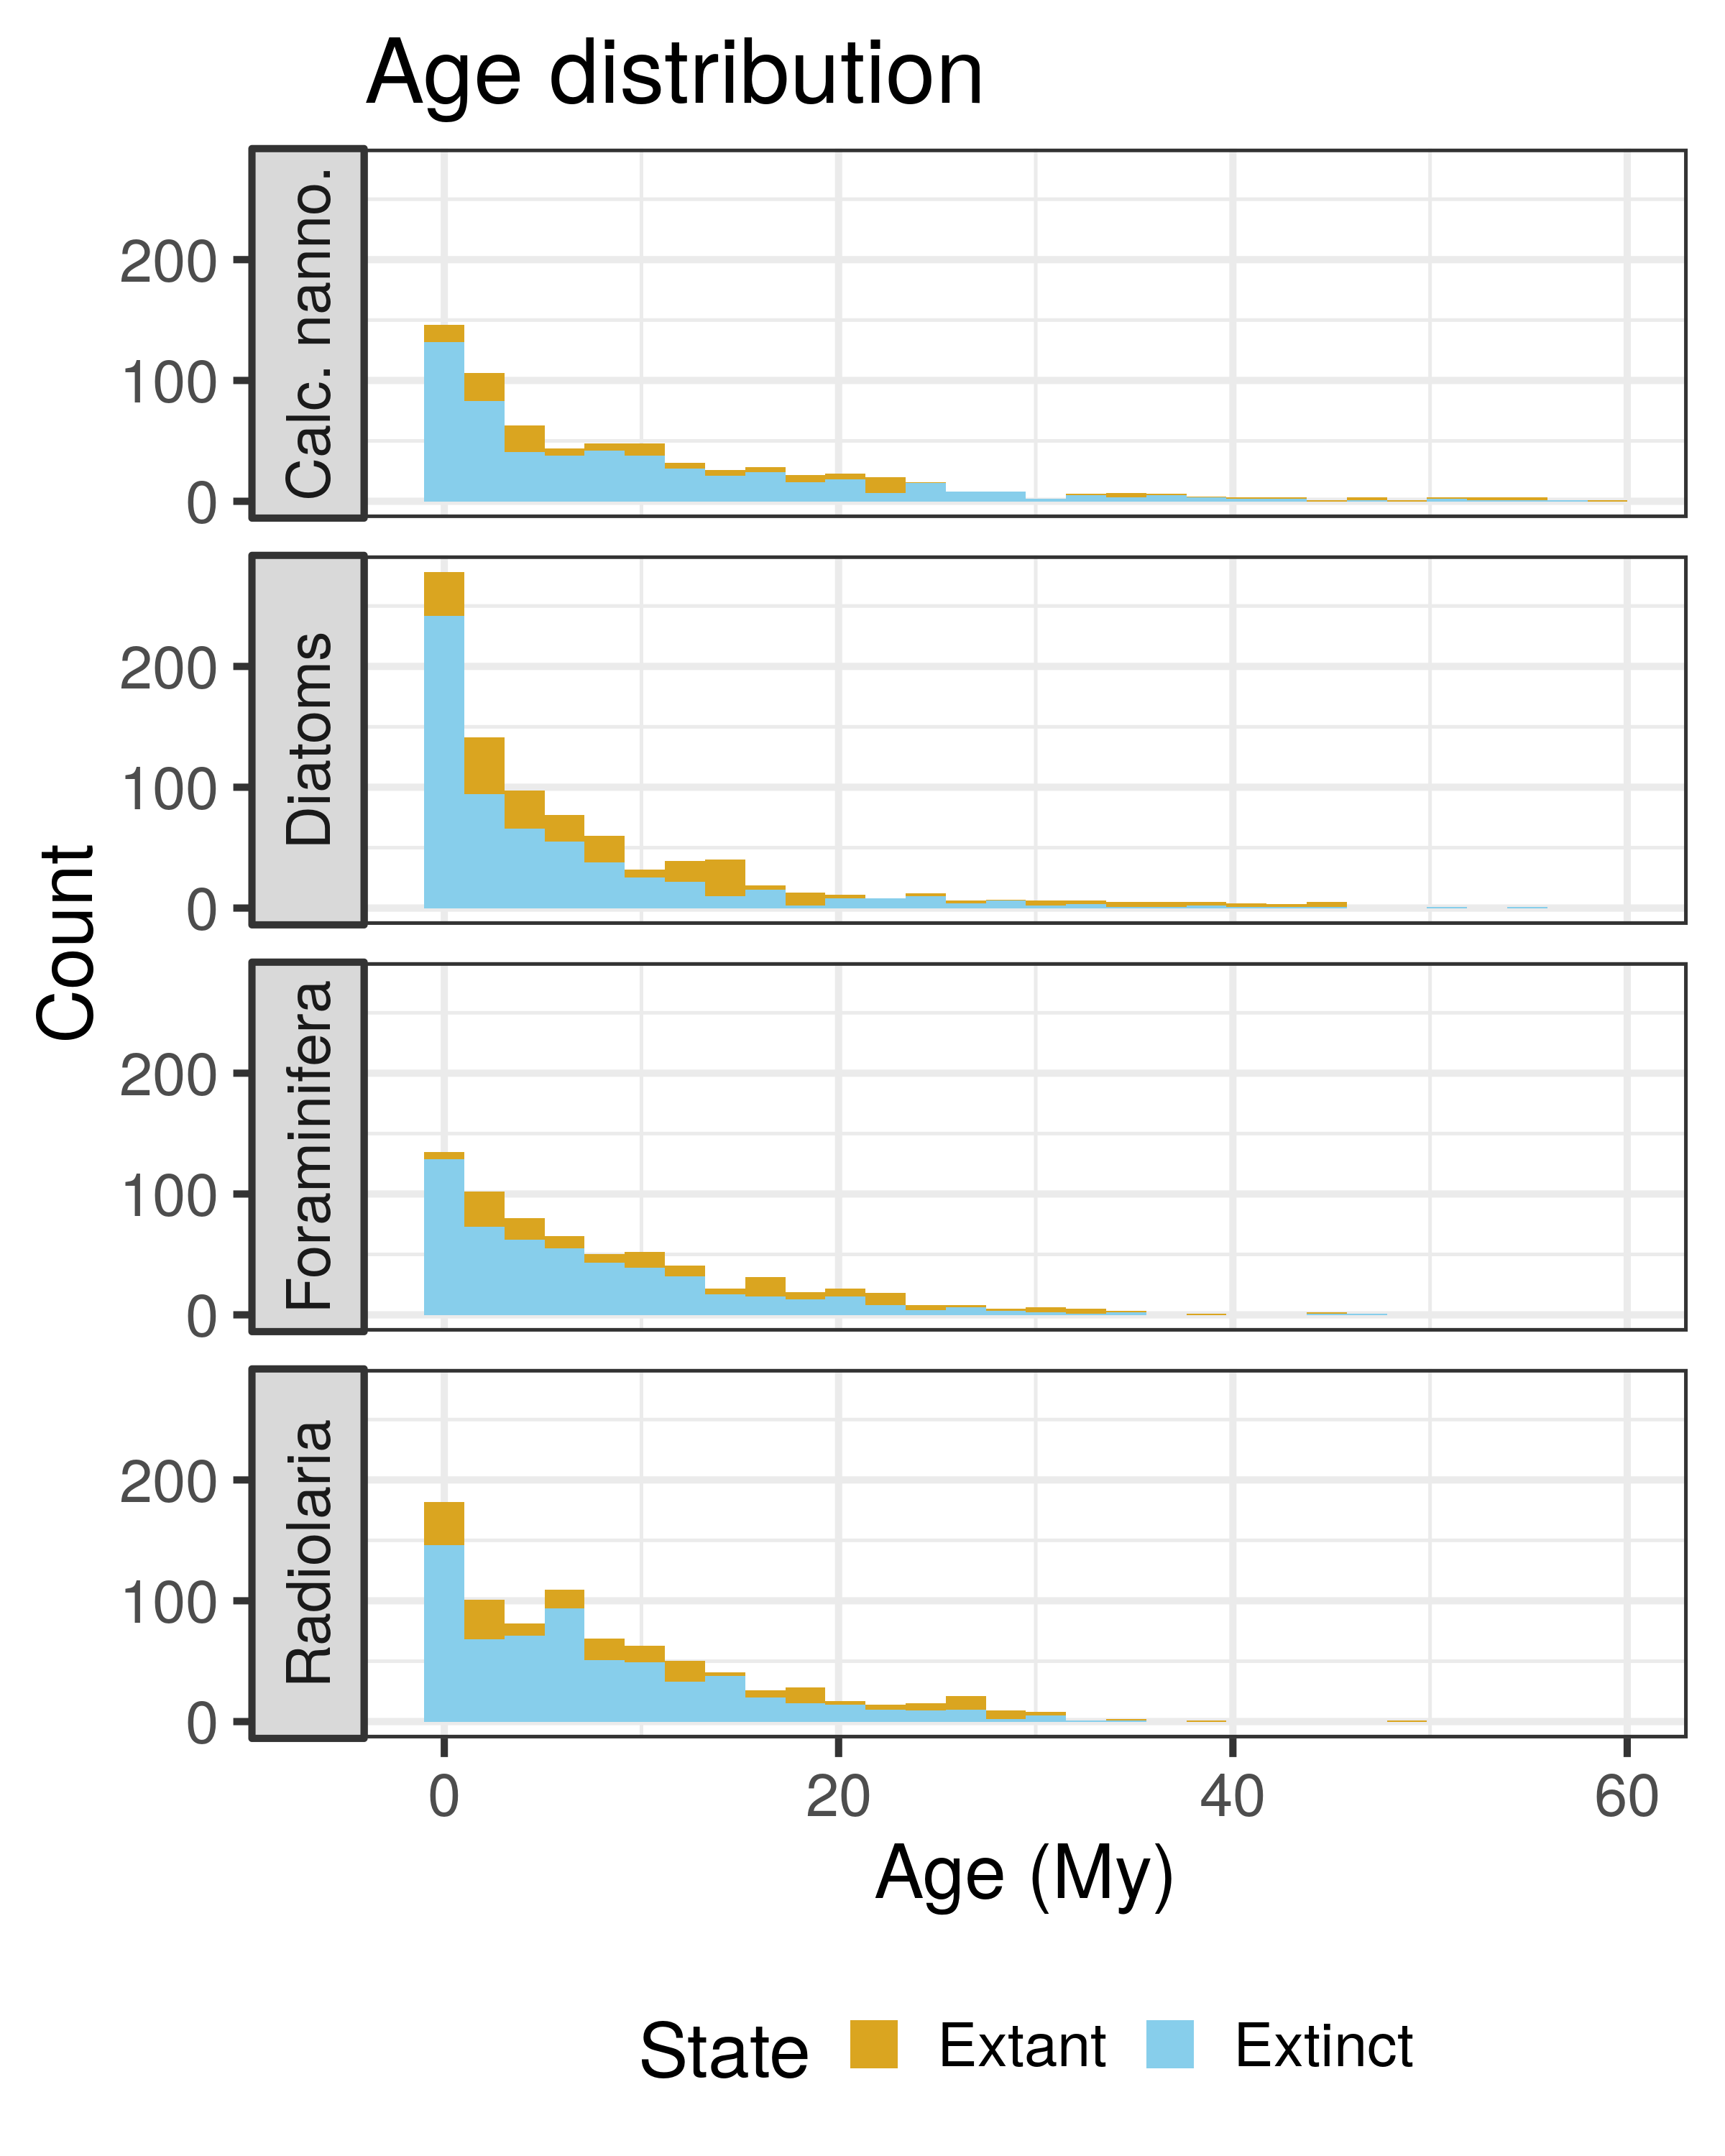 Age distribution
Count
Calc. nanno.
200
100
0
Diatoms
200
100
0
Foraminifera
200
100
0
Radiolaria
200
100
0
0 20 40 60
Age (My)
State Extant Extinct